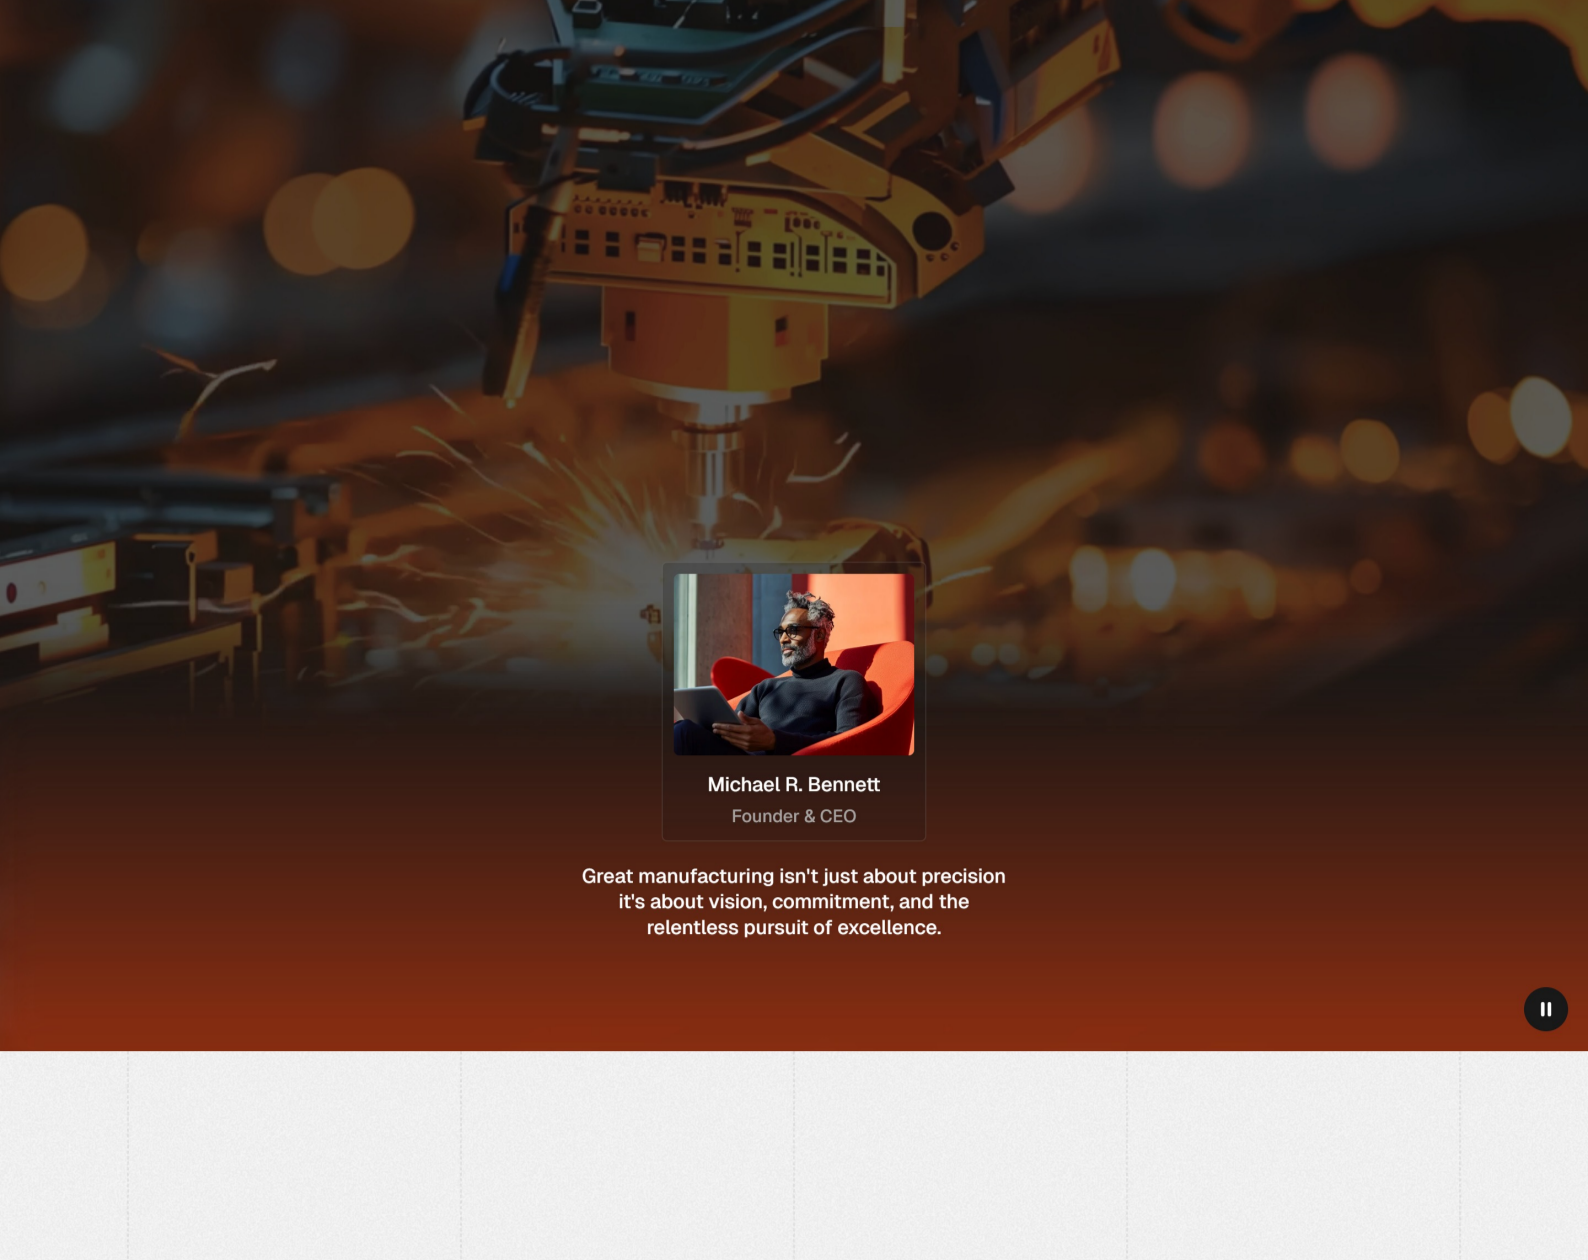 Michael R. Bennett
Founder & CEO
Great manufacturing isn't just about precision
it's about vision, commitment, and the
relentless pursuit of excellence.